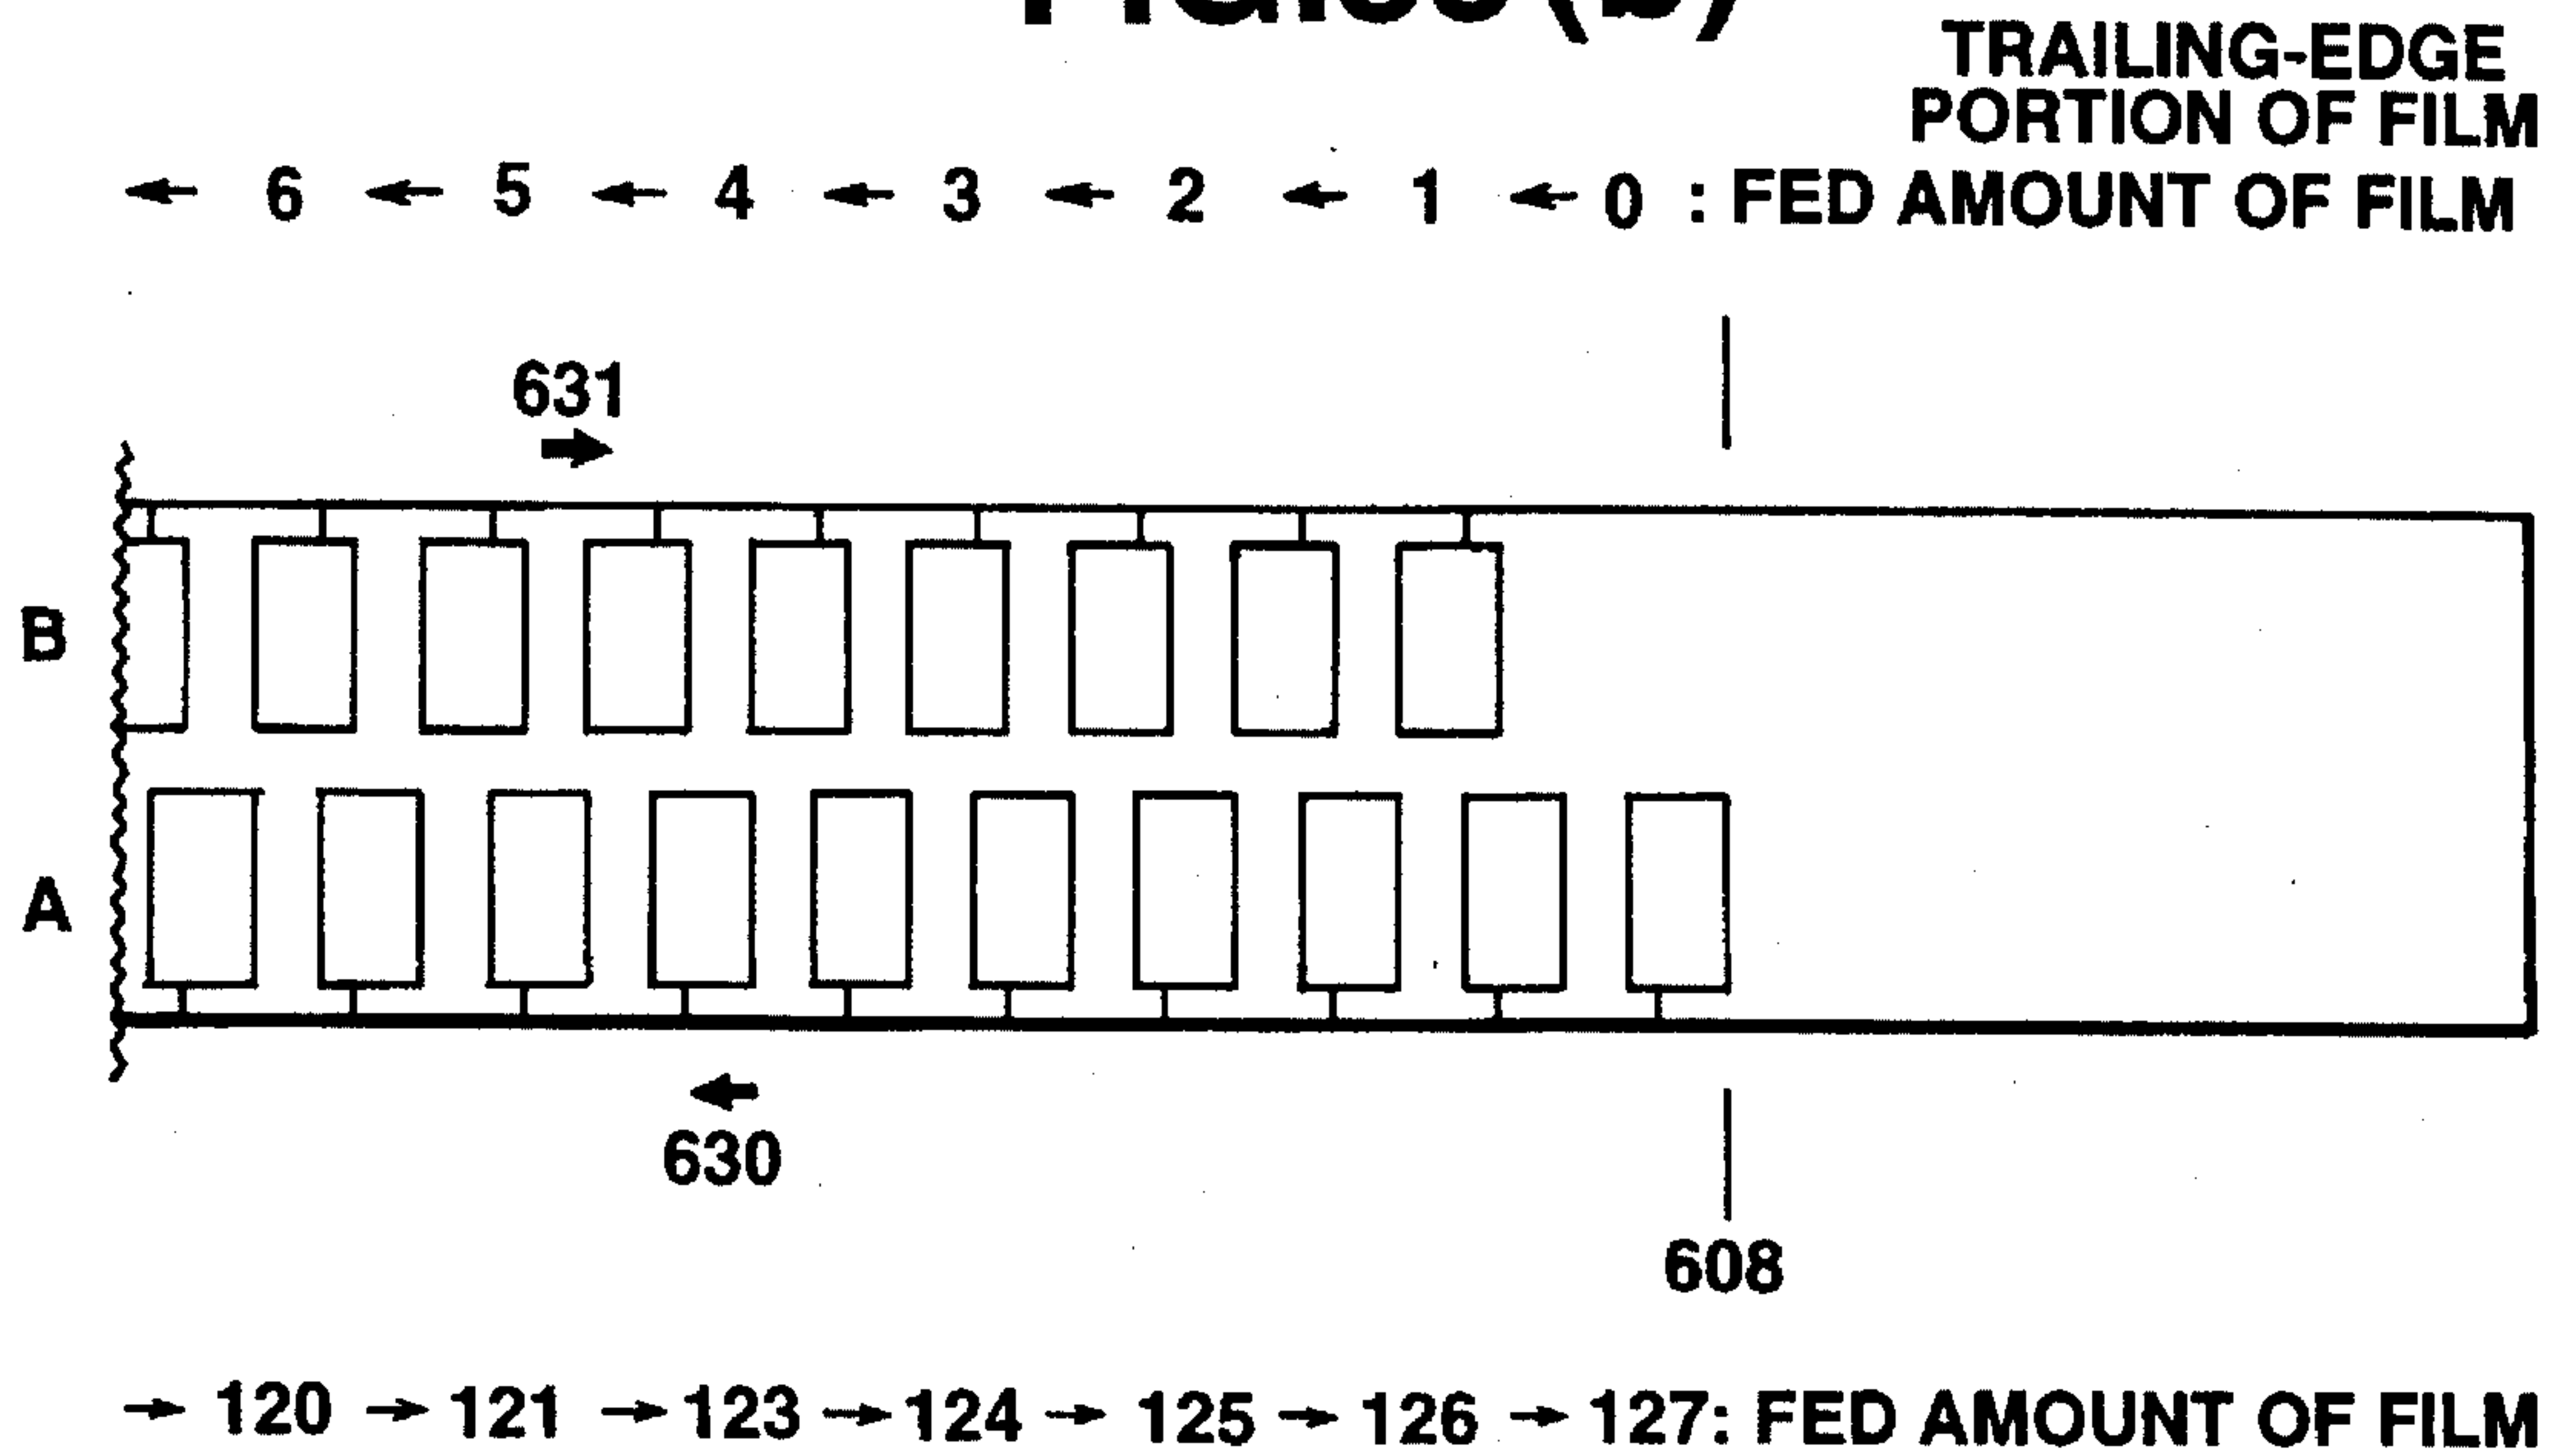 TRAILING-EDGE
PORTION OF FILM
← 6 ← 5 ← 4 ← 3 ← 2 ← 1 ← 0 : FED AMOUNT OF FILM
631
B
A
630
608
→ 120 → 121 → 123 → 124 → 125 → 126 → 127: FED AMOUNT OF FILM